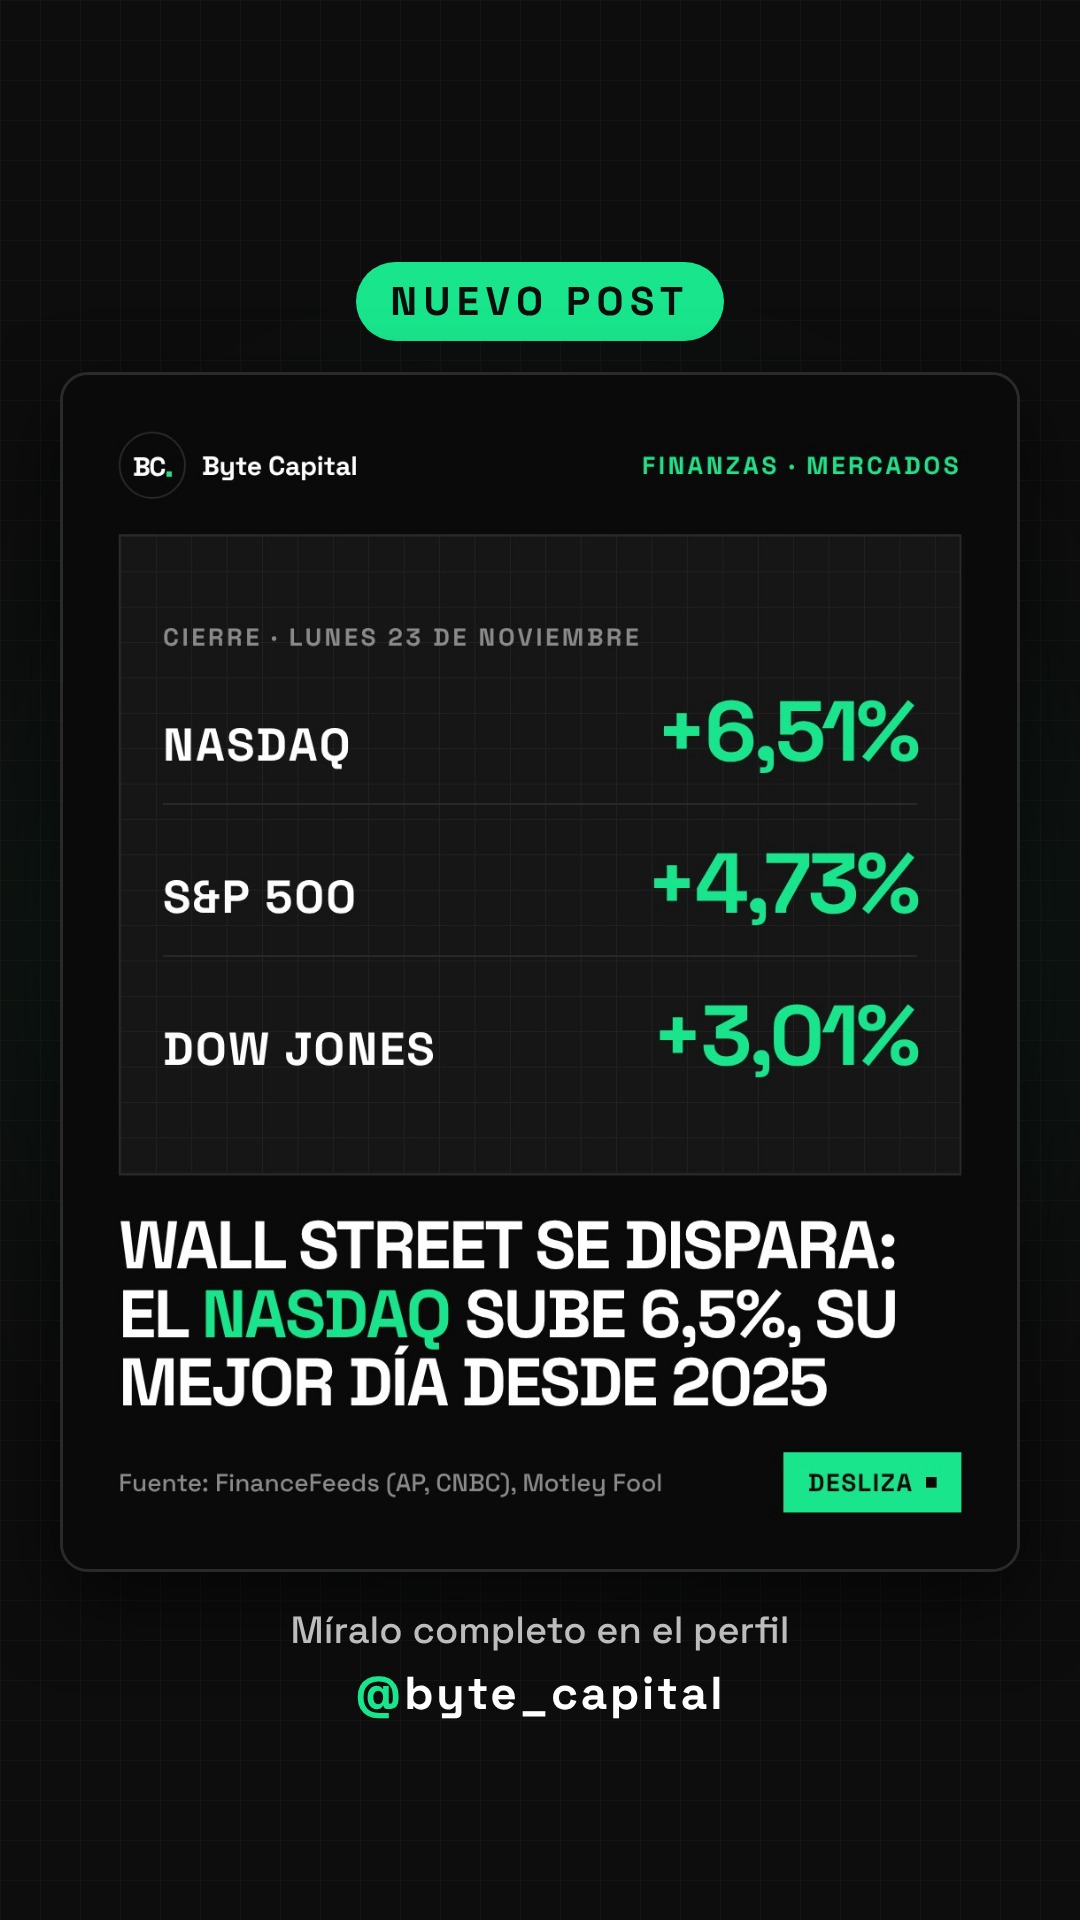 NUEVO POST
BC.
Byte Capital
FINANZAS · MERCADOS
CIERRE · LUNES 23 DE NOVIEMBRE
NASDAQ
+6,51%
S&P 500
+4,73%
DOW JONES
+3,01%
WALL STREET SE DISPARA:
EL NASDAQ SUBE 6,5%, SU
MEJOR DÍA DESDE 2025
Fuente: FinanceFeeds (AP, CNBC), Motley Fool
DESLIZA
Míralo completo en el perfil
@byte_capital